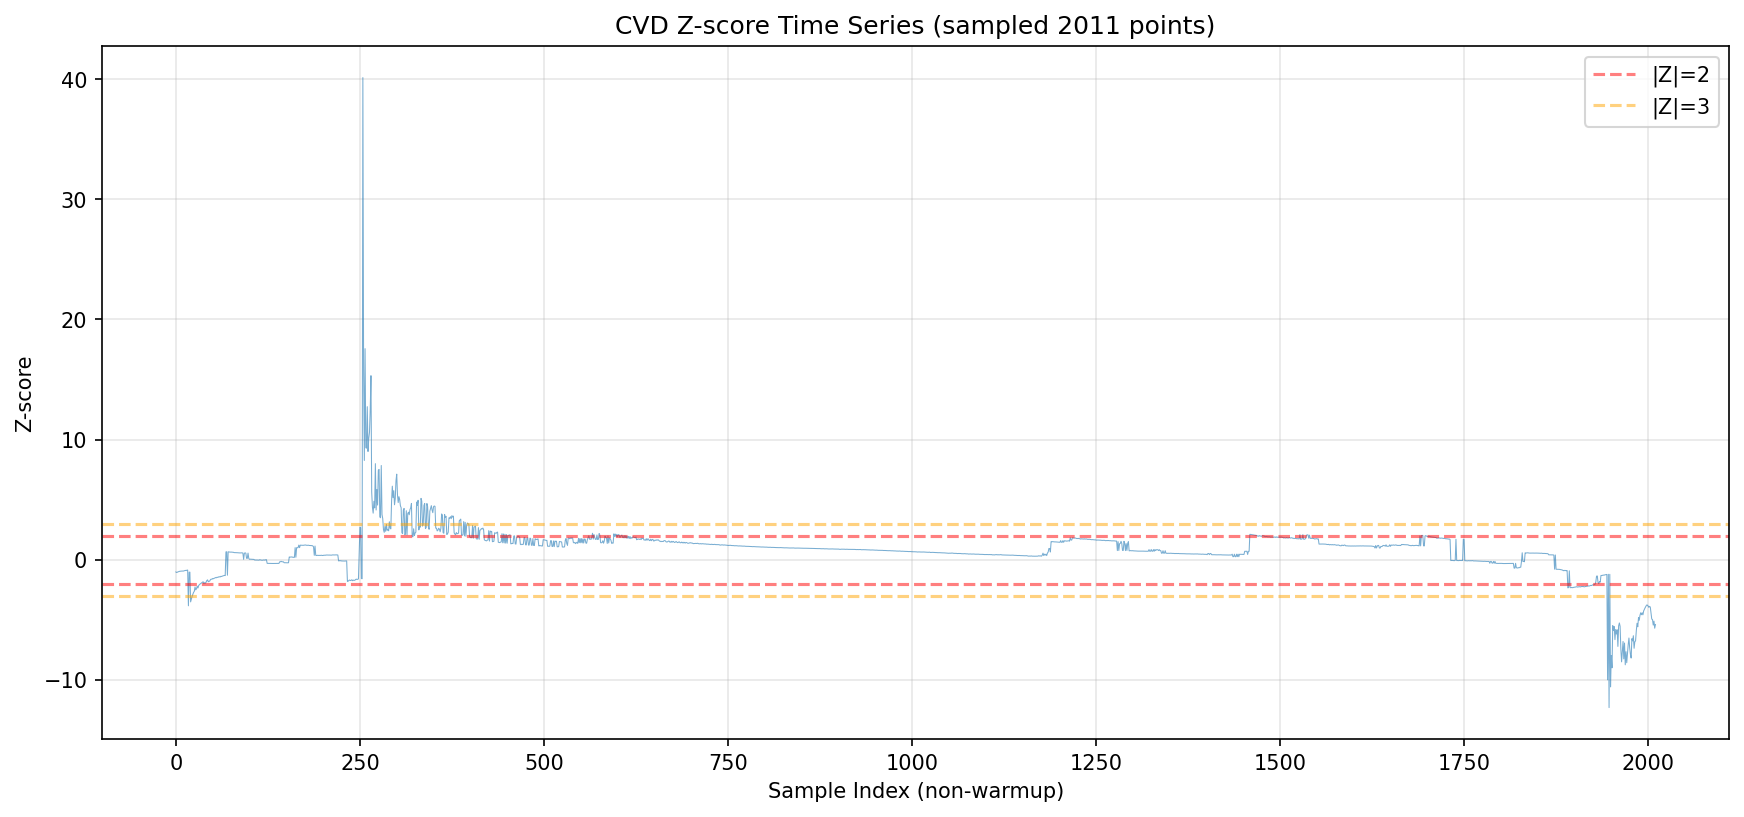 CVD Z-score Time Series (sampled 2011 points)
|Z|=2
|Z|=3
40
30
20
10
0
−10
Z-score
0 250 500 750 1000 1250 1500 1750 2000
Sample Index (non-warmup)